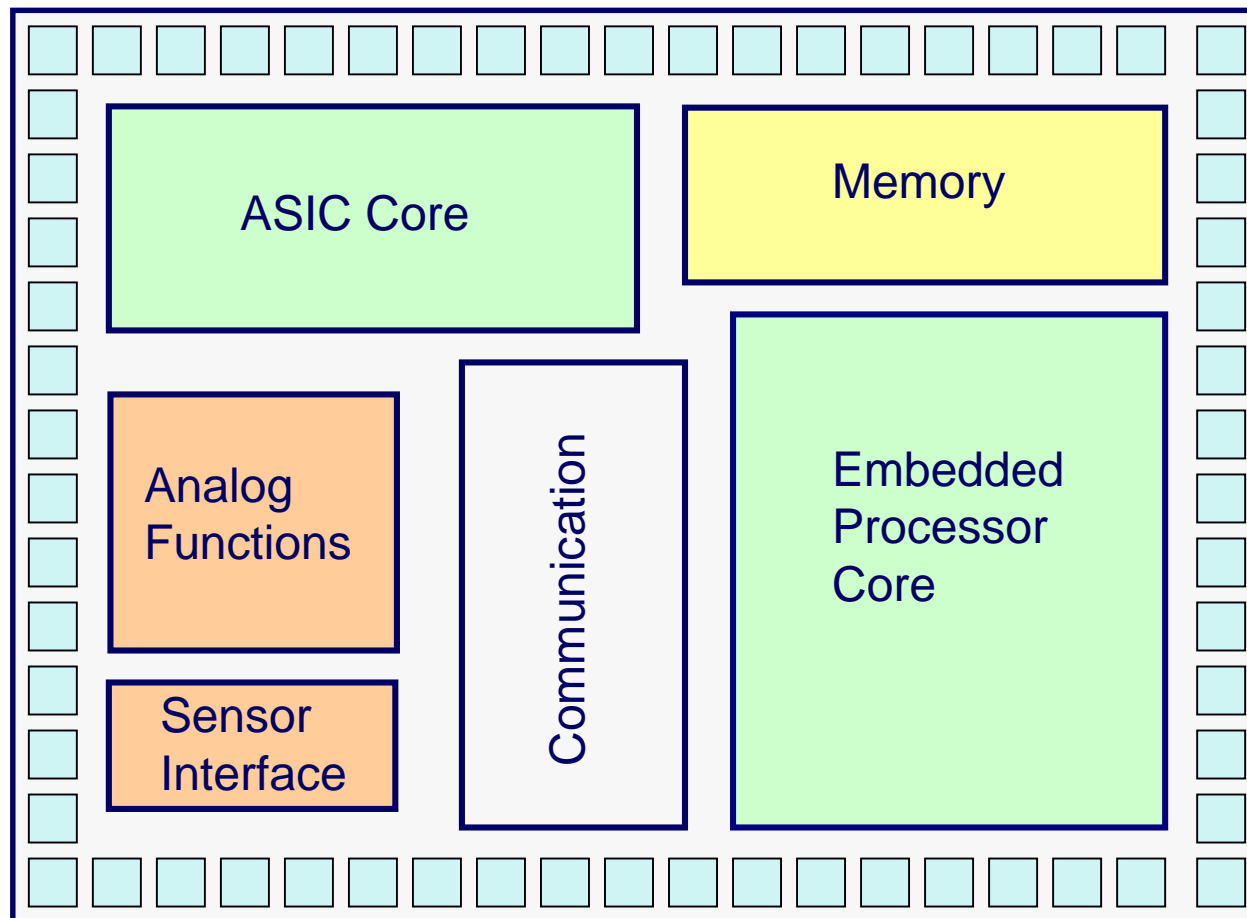 ASIC Core
Memory
Analog
Functions
Communication
Embedded
Processor
Core
Sensor
Interface